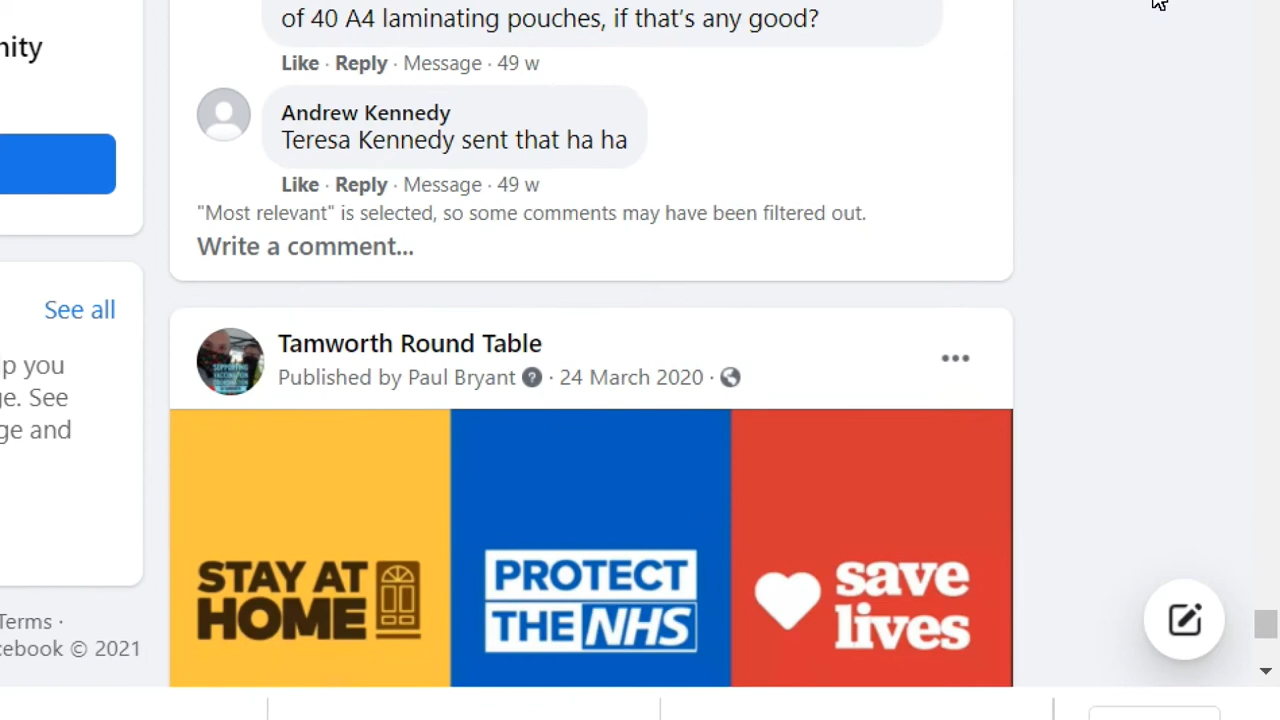 nity
See all
p you
ge. See
ge and
Terms ·
cebook © 2021
of 40 A4 laminating pouches, if that's any good?
Like · Reply · Message · 49 w
Andrew Kennedy
Teresa Kennedy sent that ha ha
Like · Reply · Message · 49 w
"Most relevant" is selected, so some comments may have been filtered out.
Write a comment...
Tamworth Round Table
Published by Paul Bryant · 24 March 2020 ·
STAY AT
HOME
PROTECT
THE NHS
save
lives